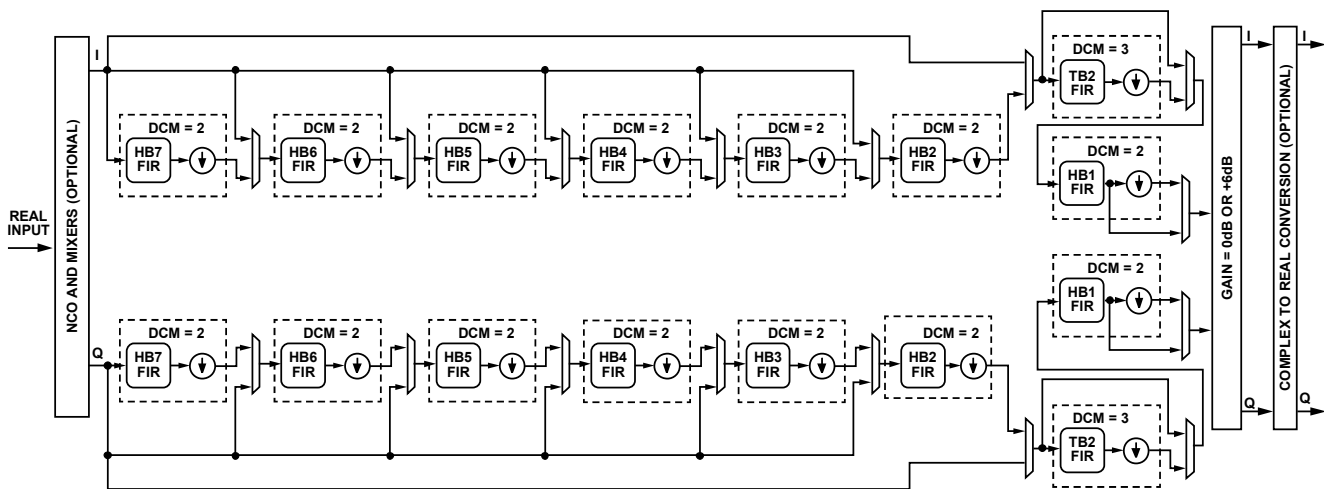 REAL
INPUT
NCO AND MIXERS (OPTIONAL)
I
DCM = 2
HB7
FIR
DCM = 2
HB6
FIR
DCM = 2
HB5
FIR
DCM = 2
HB4
FIR
DCM = 2
HB3
FIR
DCM = 2
HB2
FIR
DCM = 3
TB2
FIR
DCM = 2
HB1
FIR
Q
DCM = 2
HB7
FIR
DCM = 2
HB6
FIR
DCM = 2
HB5
FIR
DCM = 2
HB4
FIR
DCM = 2
HB3
FIR
DCM = 2
HB2
FIR
DCM = 2
HB1
FIR
DCM = 3
TB2
FIR
GAIN = 0dB OR +6dB
I
Q
COMPLEX TO REAL CONVERSION (OPTIONAL)
I
Q